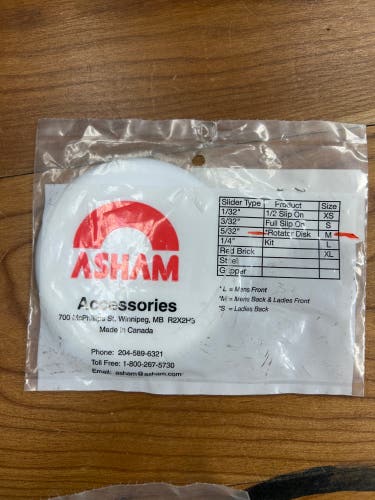 ASHAM
Accessories
700 McPhillips St. Winnipeg, MB R2X2H5
Made in Canada
Phone: 204-589-6321
Toll Free: 1-800-267-5730
Email: asham@asham.com
Slider Type Product Size
1/32" 1/2 Slip On XS
3/32" Full Slip On S
5/32" *Rotator Disk M
1/4" Kit L
Red Brick XL
Steel
Gripper
*L = Mens Front
*M = Mens Back & Ladies Front
*S = Ladies Back